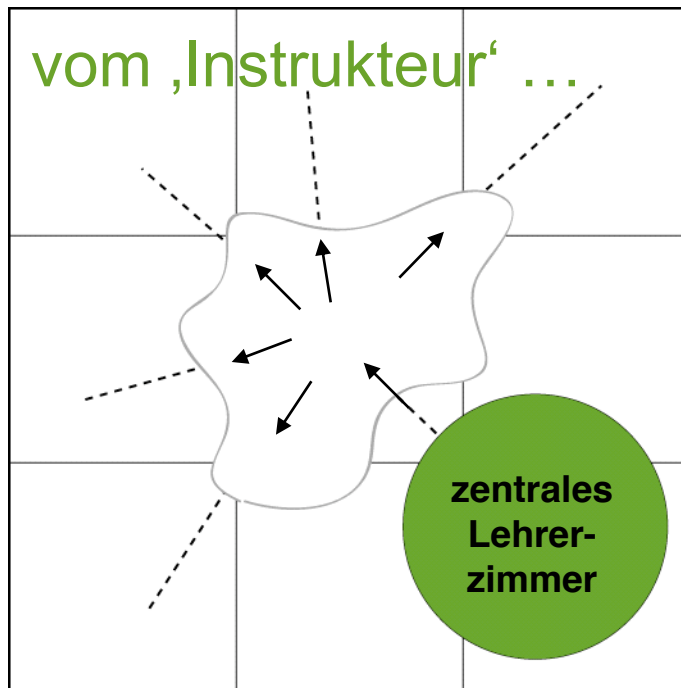 vom ‚Instrukteur‘ …
zentrales
Lehrer-
zimmer